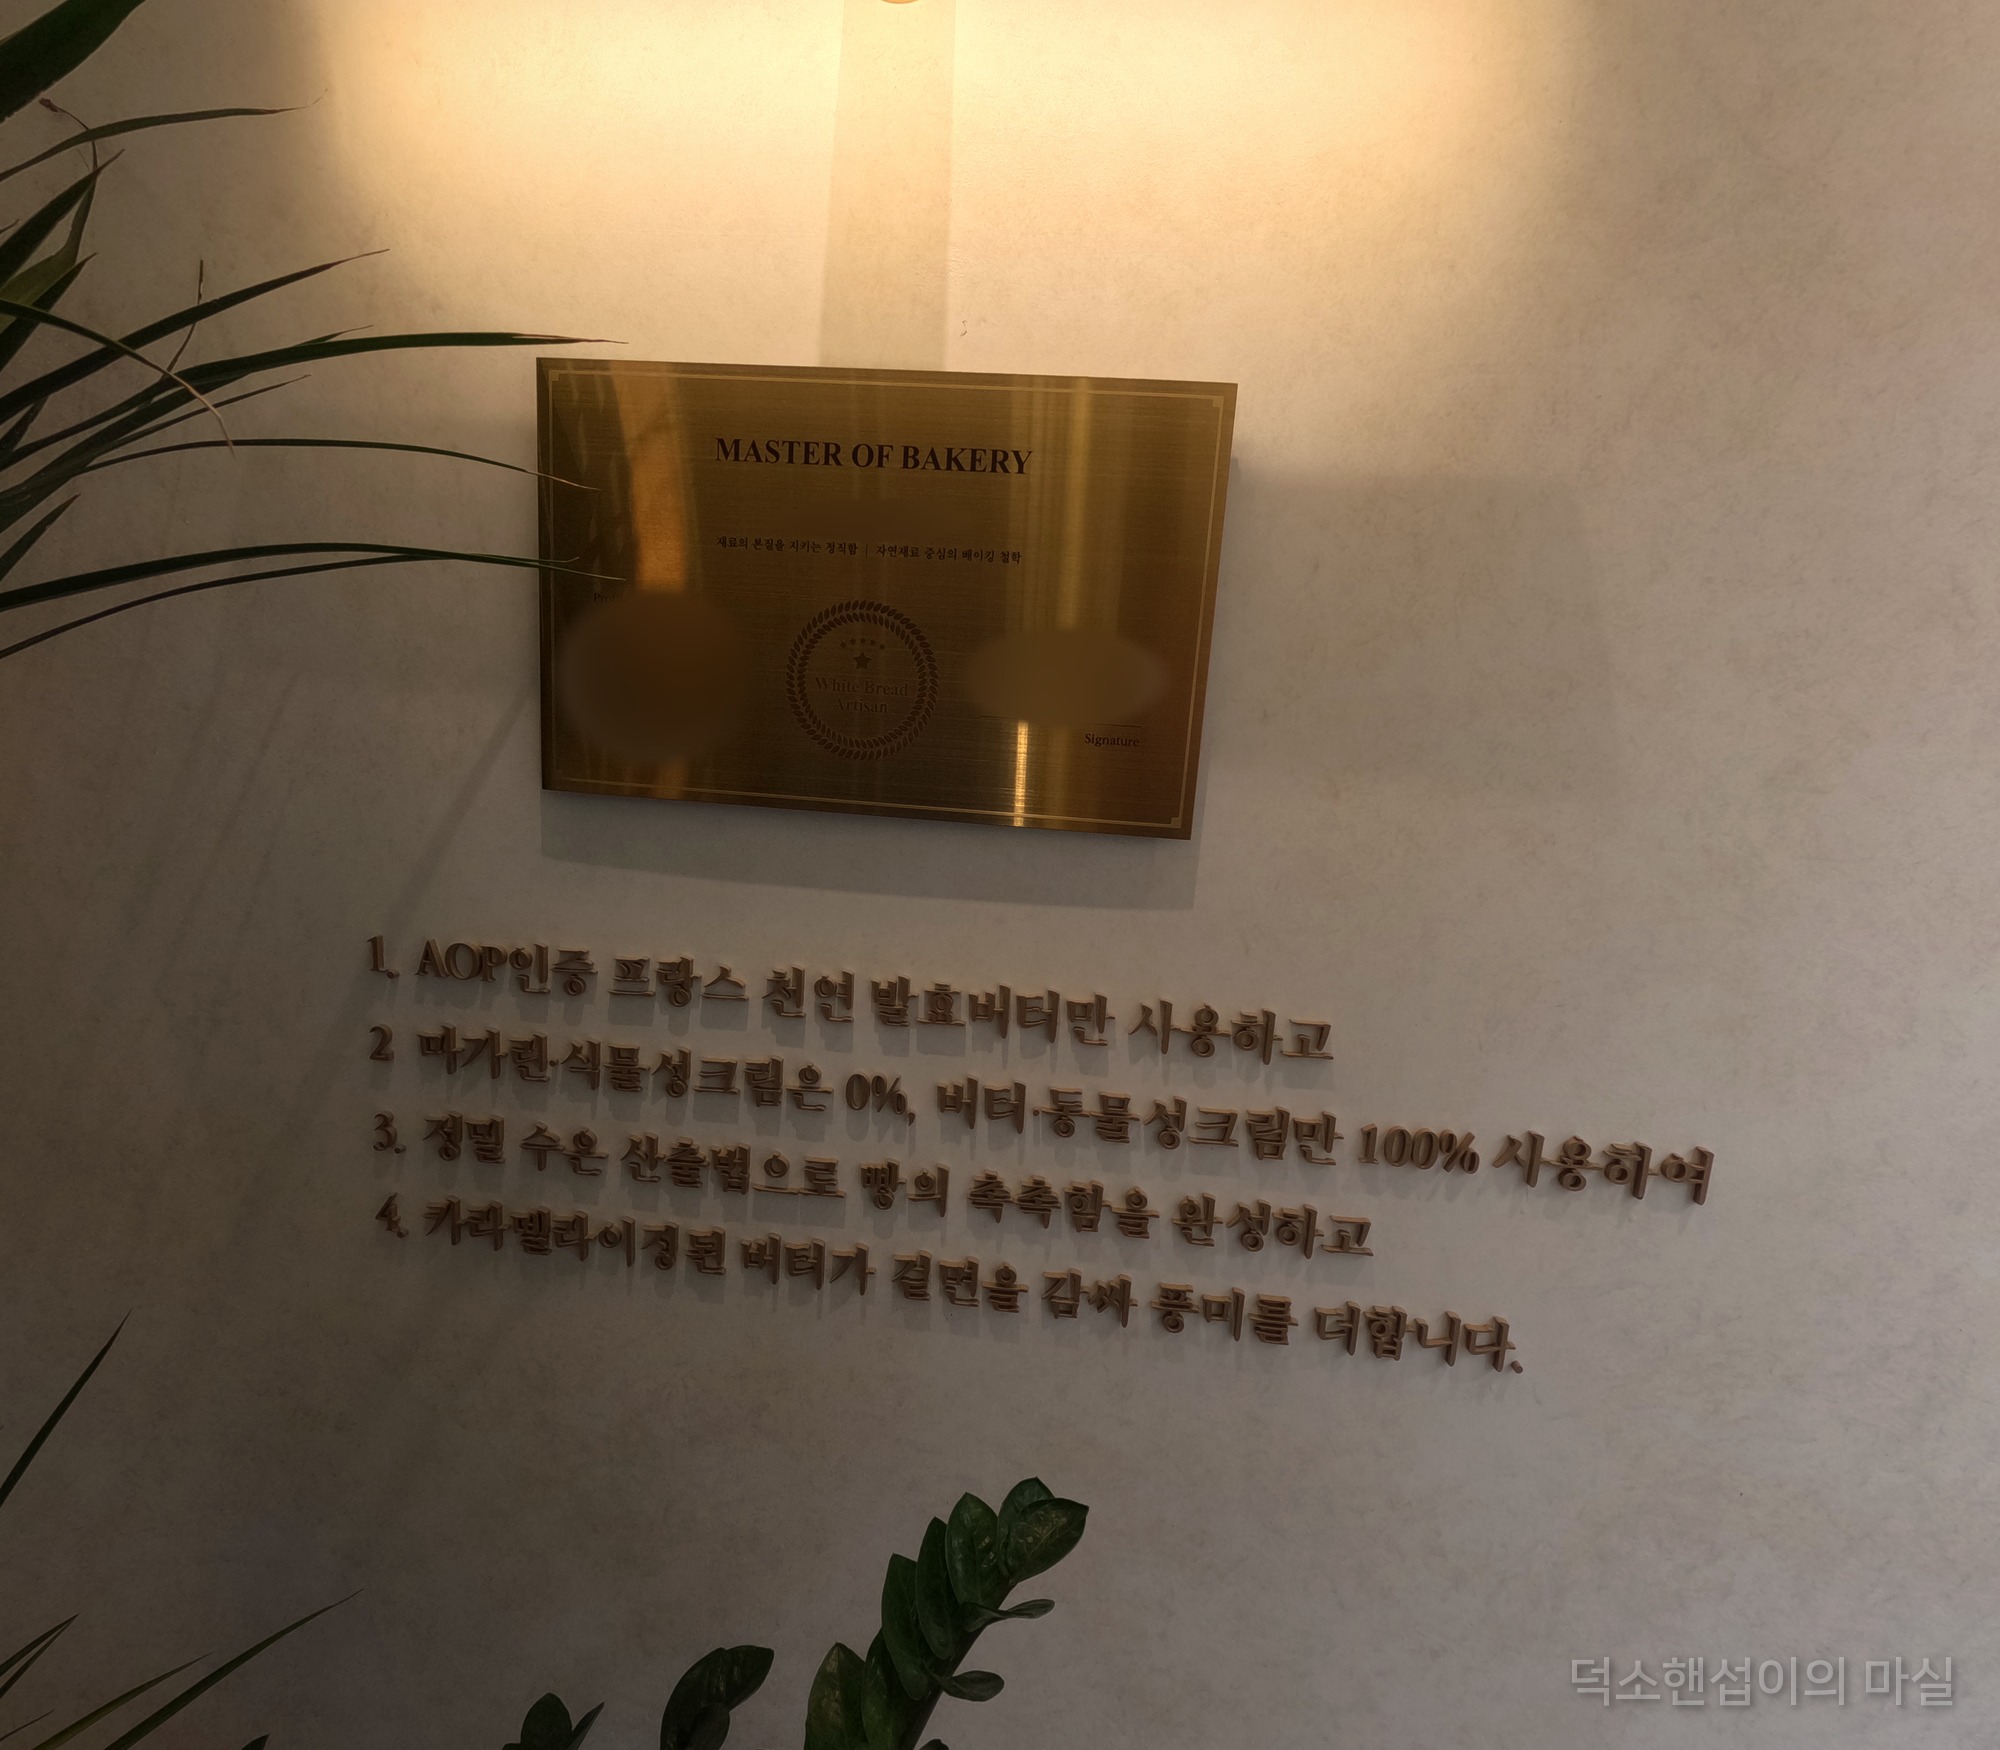 MASTER OF BAKERY
재료의 본질을 지키는 정직함 | 자연재료 중심의 베이킹 철학
White Bread
Artisan
Signature
1. AOP인증 프랑스 천연 발효버터만 사용하고
2 마가린·식물성크림은 0%, 버터·동물성크림만 100% 사용하여
3. 정밀 수온 산출법으로 빵의 촉촉함을 완성하고
4. 카라멜라이징된 버터가 겉면을 감싸 풍미를 더합니다.
덕소핸섭이의 마실